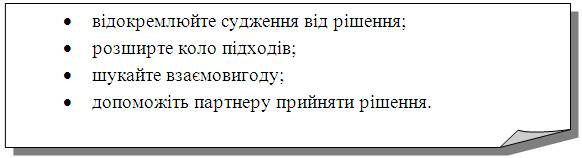 • відокремлюйте судження від рішення;
• розширте коло підходів;
• шукайте взаємовигоду;
• допоможіть партнеру прийняти рішення.